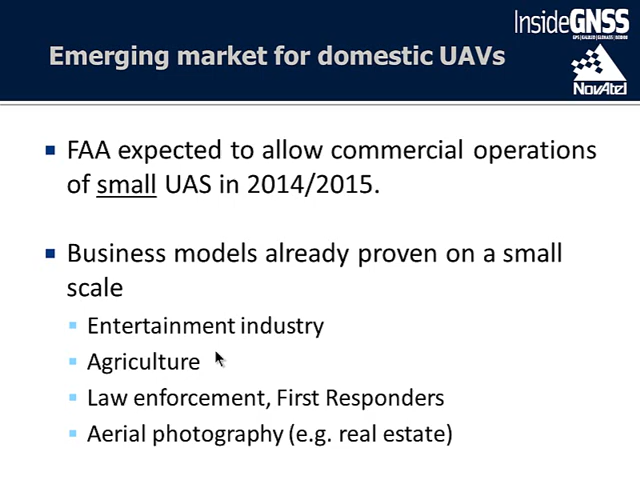 InsideGNSS
GPS | GALILEO | GLONASS | BEIDOU
Emerging market for domestic UAVs
NovAtel
FAA expected to allow commercial operations
of small UAS in 2014/2015.
Business models already proven on a small
scale
Entertainment industry
Agriculture
Law enforcement, First Responders
Aerial photography (e.g. real estate)